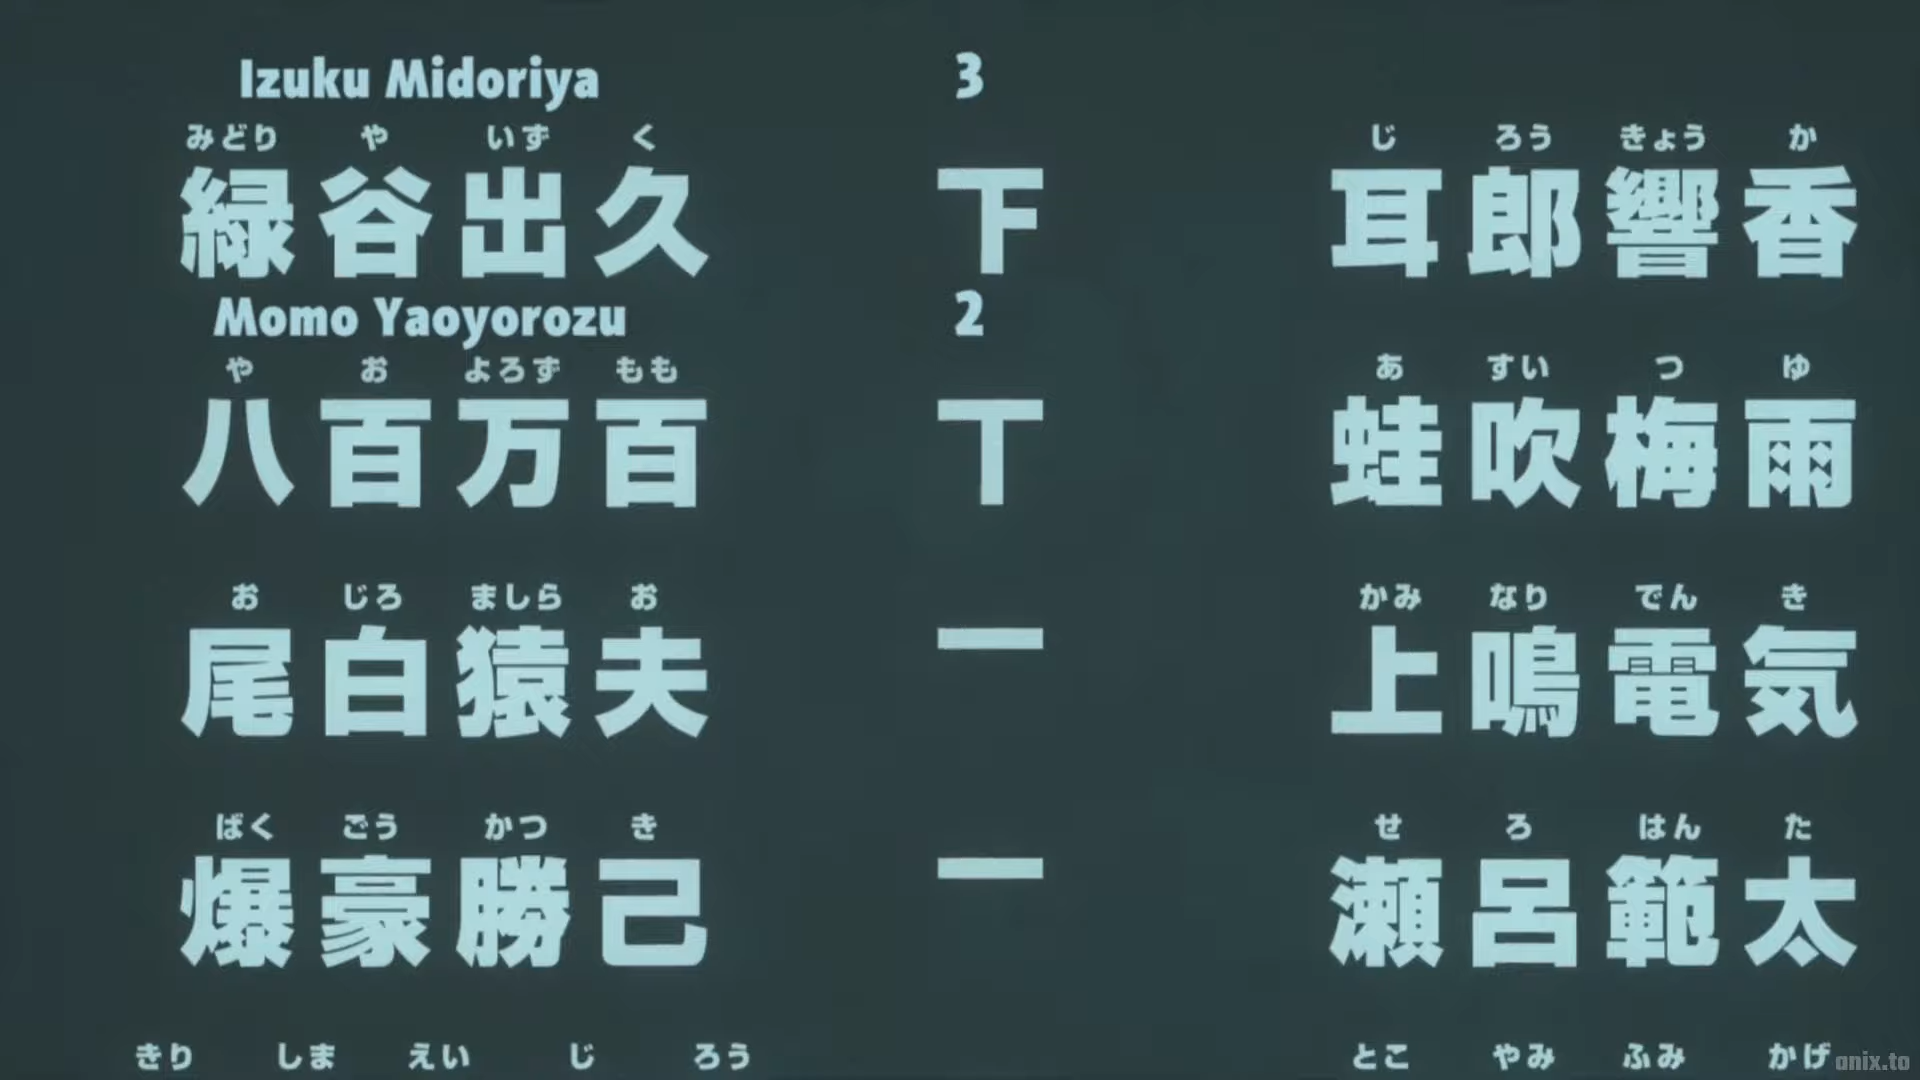 Izuku Midoriya 3
みどり や いず く じ ろう きょう か
緑谷出久 下 耳郎響香
Momo Yaoyorozu 2
や お よろず もも あ すい つ ゆ
八百万百 丅 蛙吹梅雨
お じろ ましら お かみ なり でん き
尾白猿夫 一 上鳴電気
ばく ごう かつ き せ ろ はん た
爆豪勝己 一 瀬呂範太
きり しま えい じ ろう とこ やみ ふみ かげ
anix.to